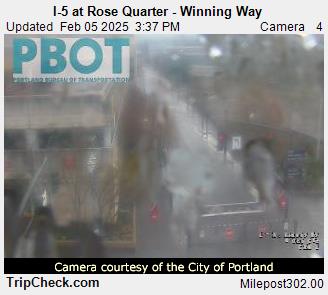 I-5 at Rose Quarter - Winning Way
Updated Feb 05 2025 3:37 PM Camera 4
PBOT
PORTLAND BUREAU OF TRANSPORTATION
Camera courtesy of the City of Portland
TripCheck.com Milepost302.00